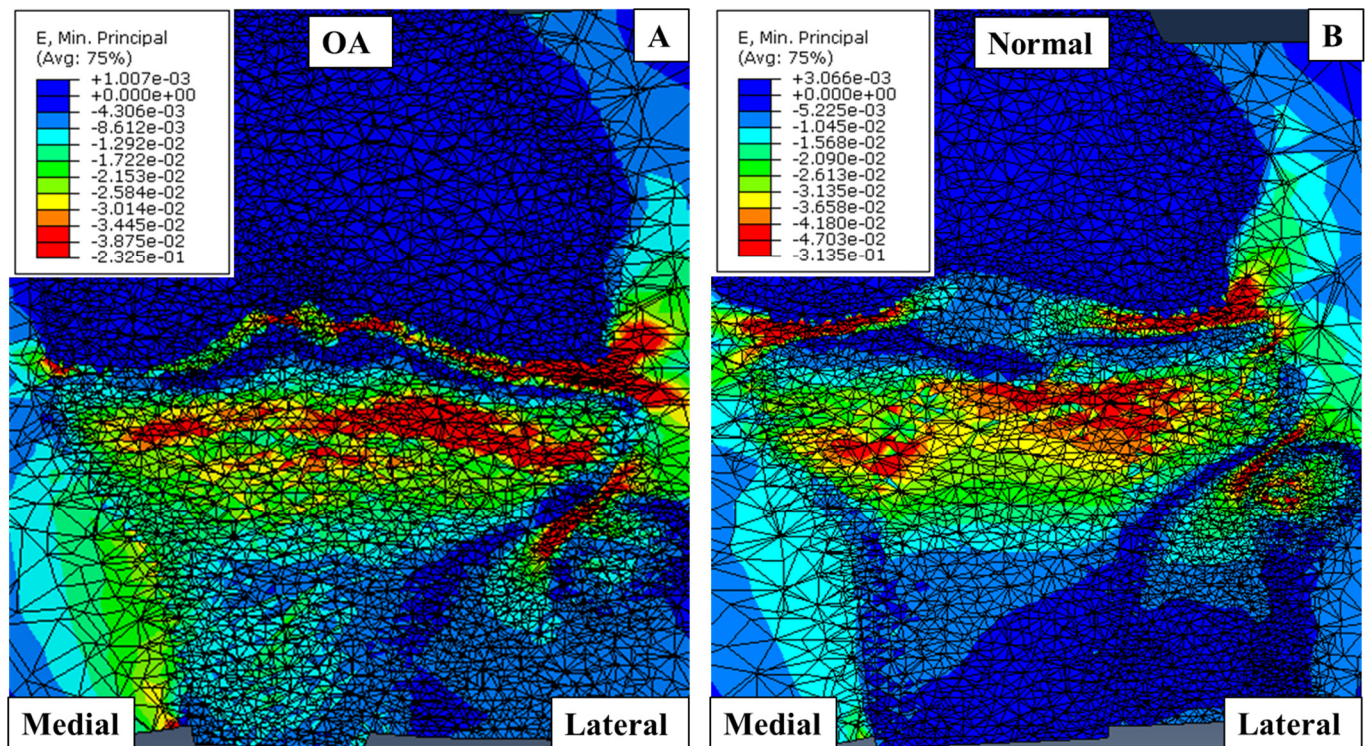 E, Min. Principal
(Avg: 75%)
+1.007e-03
+0.000e+00
-4.306e-03
-8.612e-03
-1.292e-02
-1.722e-02
-2.153e-02
-2.584e-02
-3.014e-02
-3.445e-02
-3.875e-02
-2.325e-01
OA
A
Medial
Lateral
E, Min. Principal
(Avg: 75%)
+3.066e-03
+0.000e+00
-5.225e-03
-1.045e-02
-1.568e-02
-2.090e-02
-2.613e-02
-3.135e-02
-3.658e-02
-4.180e-02
-4.703e-02
-3.135e-01
Normal
B
Medial
Lateral